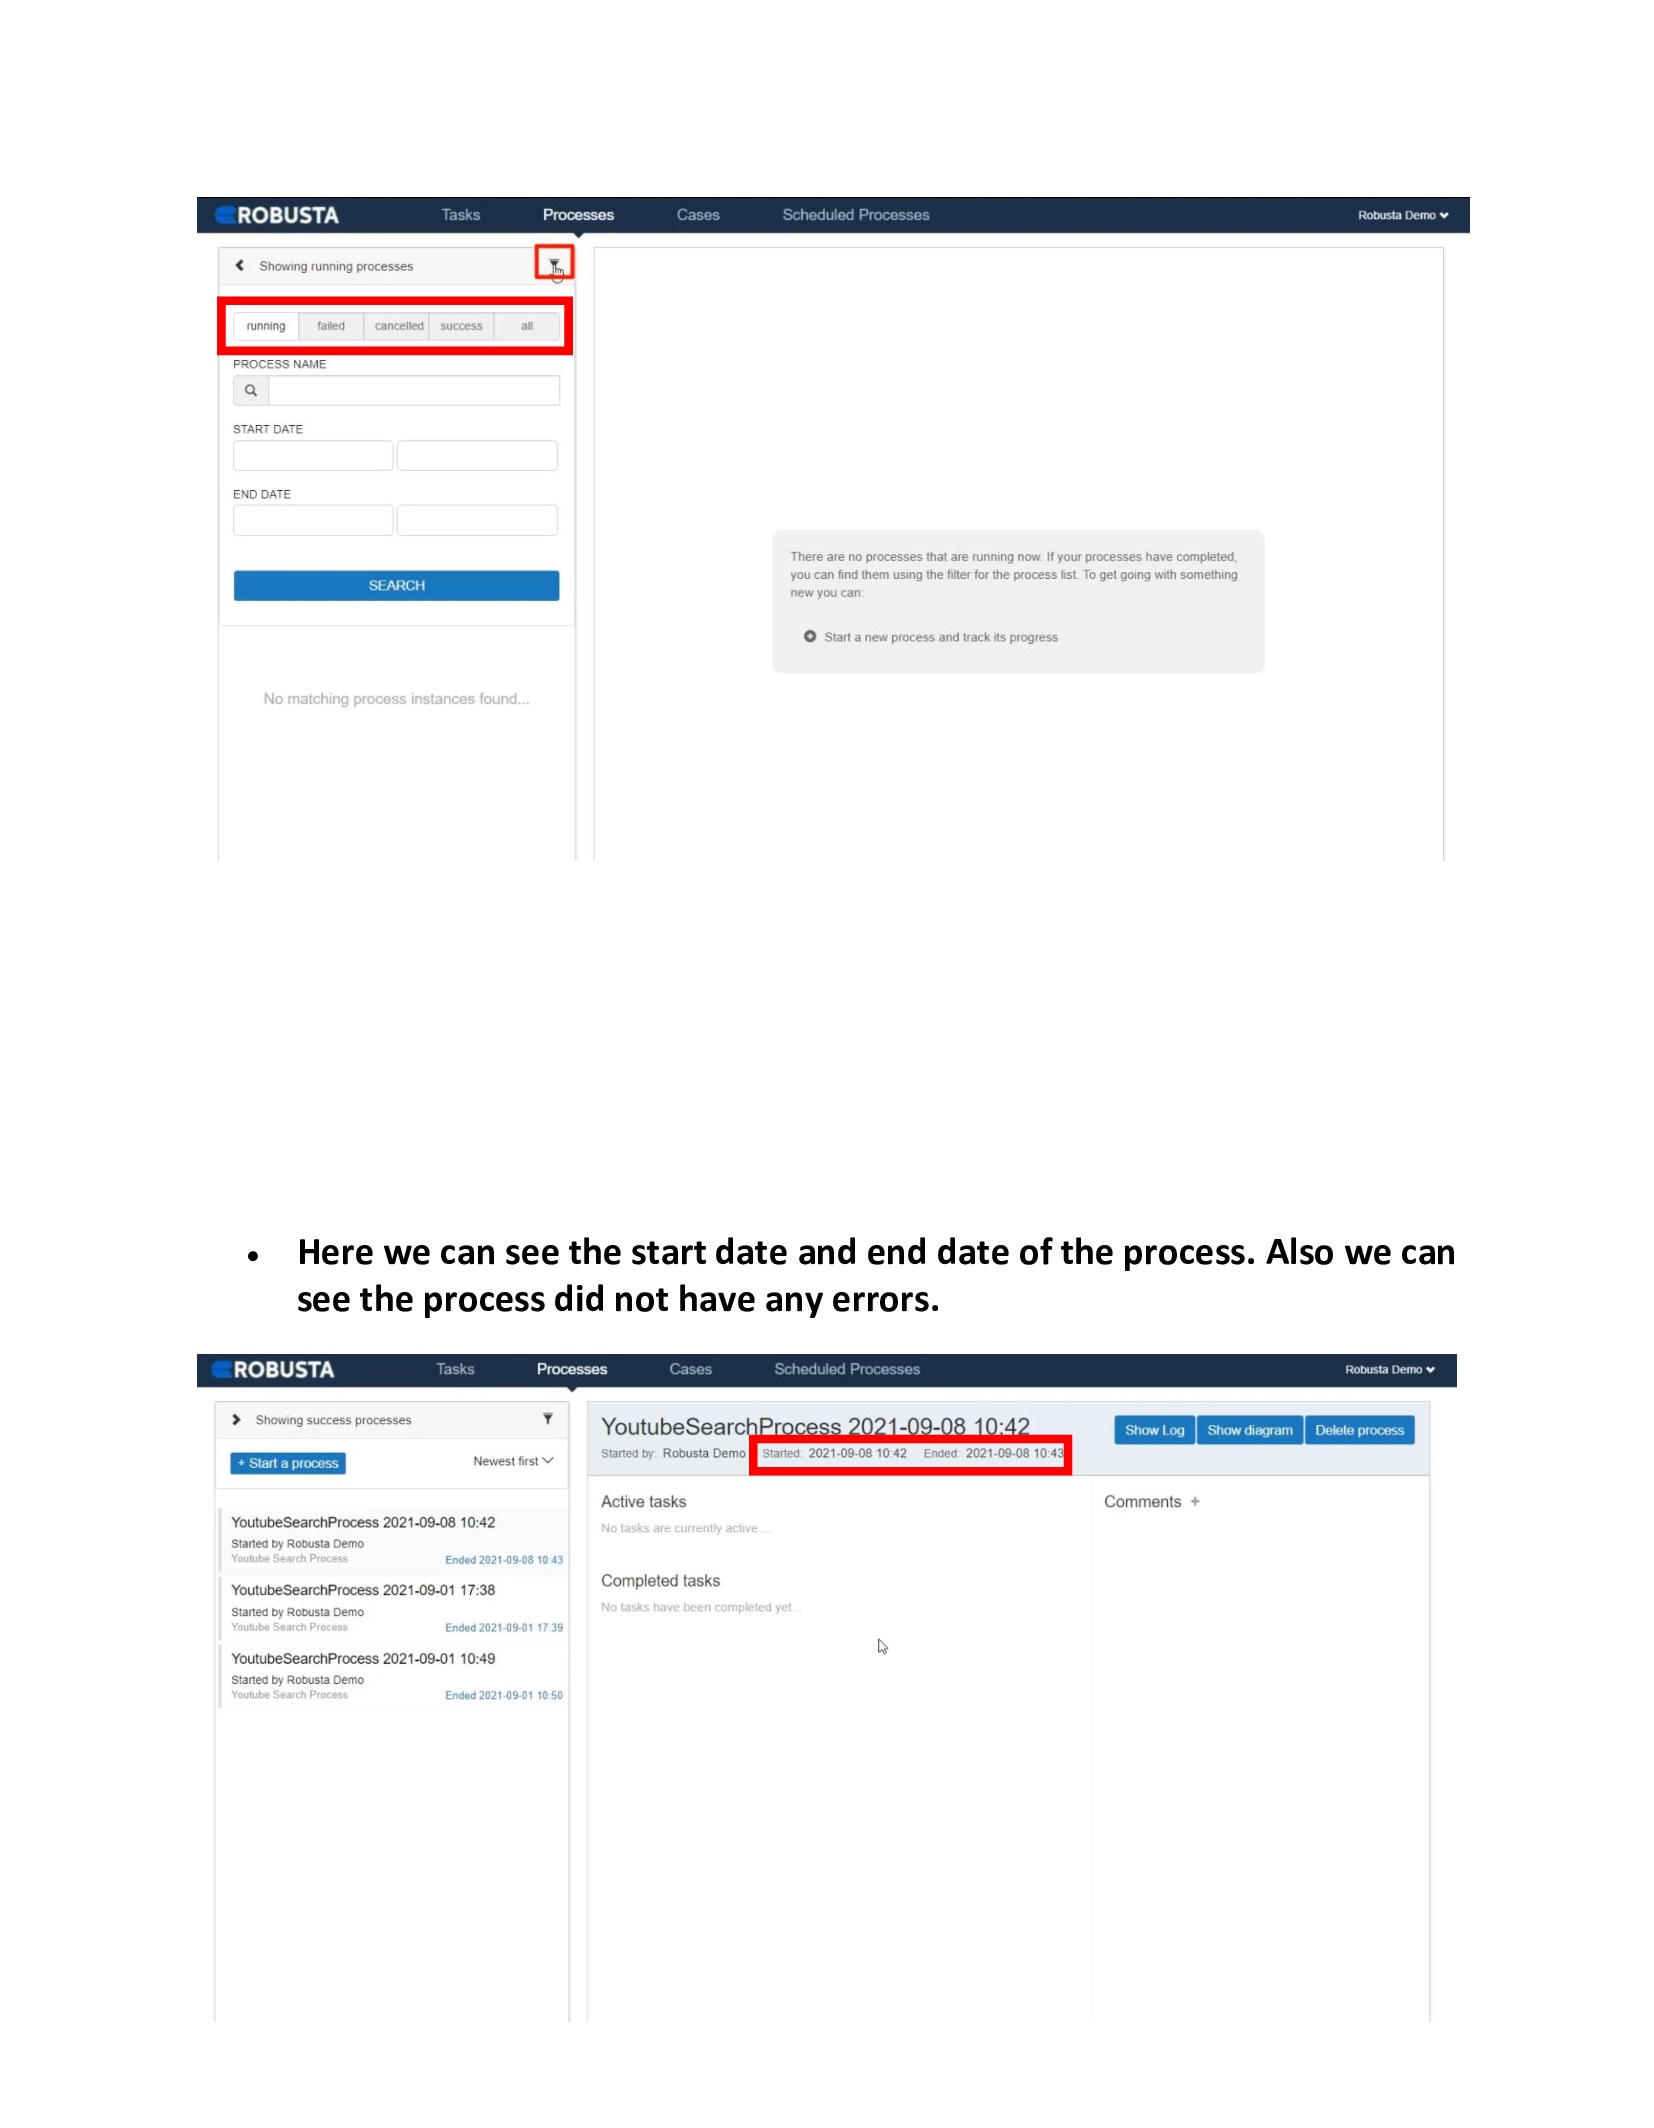 ROBUSTA Tasks Processes Cases Scheduled Processes Robusta Demo
Showing running processes
running failed cancelled success all
PROCESS NAME
START DATE
END DATE
SEARCH
No matching process instances found...
There are no processes that are running now. If your processes have completed,
you can find them using the filter for the process list. To get going with something
new you can:
Start a new process and track its progress
• Here we can see the start date and end date of the process. Also we can
see the process did not have any errors.
ROBUSTA Tasks Processes Cases Scheduled Processes Robusta Demo
Showing success processes
+ Start a process Newest first
YoutubeSearchProcess 2021-09-08 10:42
Started by Robusta Demo
Youtube Search Process Ended 2021-09-08 10:43
YoutubeSearchProcess 2021-09-01 17:38
Started by Robusta Demo
Youtube Search Process Ended 2021-09-01 17:39
YoutubeSearchProcess 2021-09-01 10:49
Started by Robusta Demo
Youtube Search Process Ended 2021-09-01 10:50
YoutubeSearchProcess 2021-09-08 10:42
Started by: Robusta Demo Started: 2021-09-08 10:42 Ended: 2021-09-08 10:43
Show Log Show diagram Delete process
Active tasks
No tasks are currently active ...
Completed tasks
No tasks have been completed yet...
Comments +